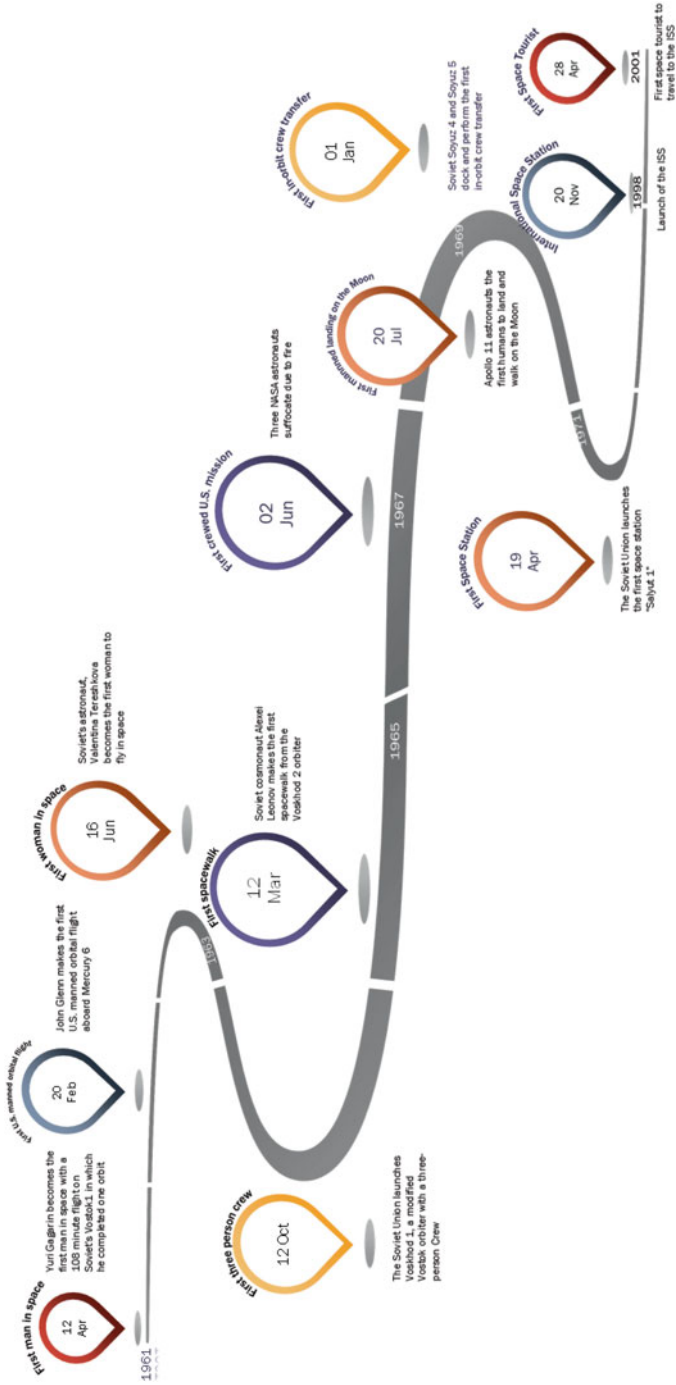 First man in space
12
Apr
Yuri Gagarin becomes the
first man in space with a
108 minute flight on
Soviet's Vostok1 in which
he completed one orbit
1961
First U.S. manned orbital flight
20
Feb
John Glenn makes the first
U.S. manned orbital flight
aboard Mercury 6
First woman in space
16
Jun
Soviet's astronaut,
Valentina Tereshkova
becomes the first woman to
fly in space
1963
First three person crew
12 Oct
The Soviet Union launches
Voskhod 1, a modified
Vostok orbiter with a three-
person Crew
First spacewalk
12
Mar
Soviet cosmonaut Alexei
Leonov makes the first
spacewalk from the
Voskhod 2 orbiter
1965
First crewed U.S. mission
02
Jun
Three NASA astronauts
suffocate due to fire
1967
First manned landing on the Moon
20
Jul
Apollo 11 astronauts the
first humans to land and
walk on the Moon
First in-orbit crew transfer
01
Jan
Soviet Soyuz 4 and Soyuz 5
dock and perform the first
in-orbit crew transfer
1969
First Space Station
19
Apr
The Soviet Union launches
the first space station
"Salyut 1"
1971
International Space Station
20
Nov
1998
Launch of the ISS
First Space Tourist
28
Apr
2001
First space tourist to
travel to the ISS